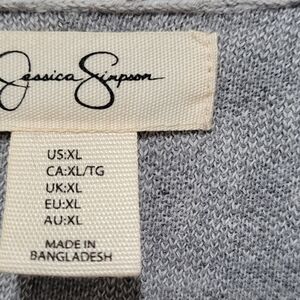 Jessica Simpson
US:XL
CA:XL/TG
UK:XL
EU:XL
AU:XL
MADE IN
BANGLADESH